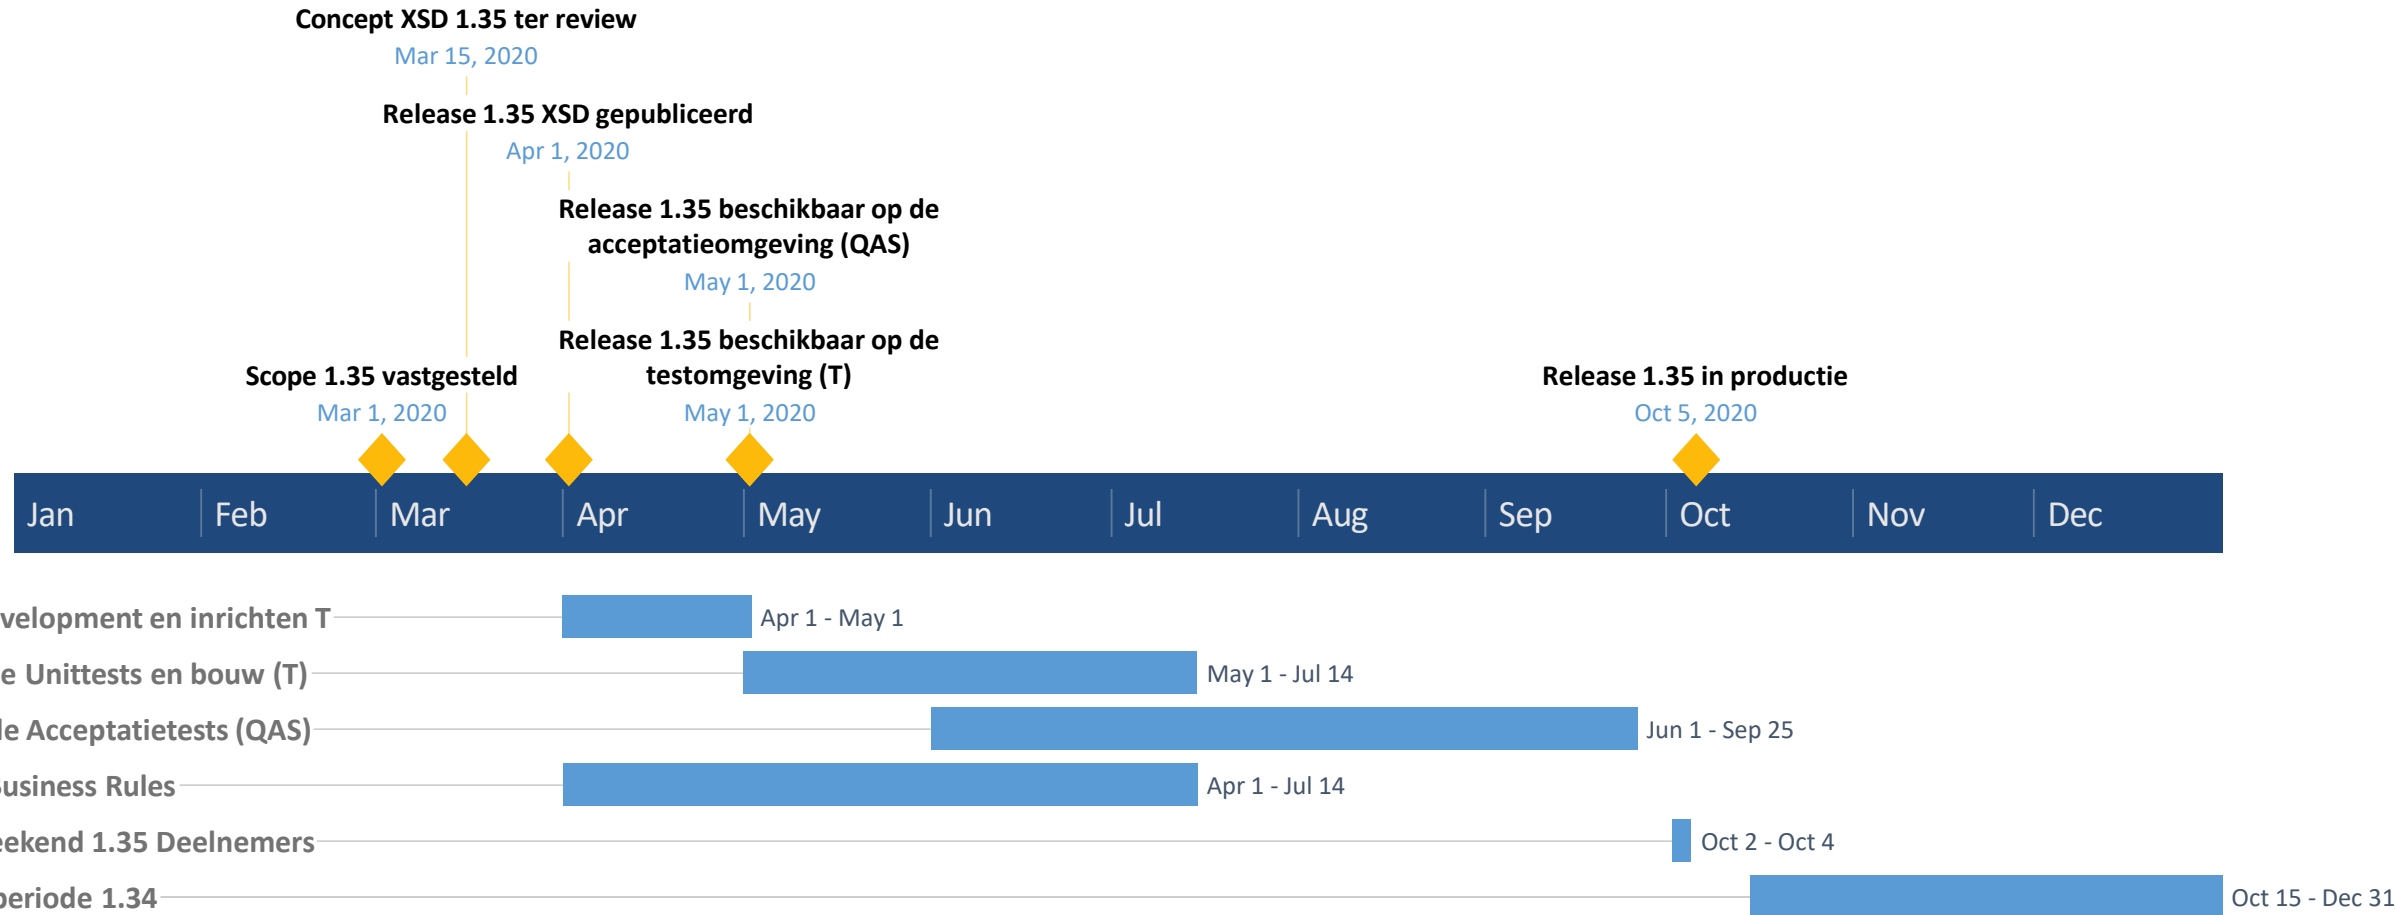 Concept XSD 1.35 ter review
Mar 15, 2020
Release 1.35 XSD gepubliceerd
Apr 1, 2020
Release 1.35 beschikbaar op de
acceptatieomgeving (QAS)
May 1, 2020
Release 1.35 beschikbaar op de
testomgeving (T)
May 1, 2020
Scope 1.35 vastgesteld
Mar 1, 2020
Release 1.35 in productie
Oct 5, 2020
Jan Feb Mar Apr May Jun Jul Aug Sep Oct Nov Dec
velopment en inrichten T Apr 1 - May 1
e Unittests en bouw (T) May 1 - Jul 14
de Acceptatietests (QAS) Jun 1 - Sep 25
Business Rules Apr 1 - Jul 14
eekend 1.35 Deelnemers Oct 2 - Oct 4
periode 1.34 Oct 15 - Dec 31